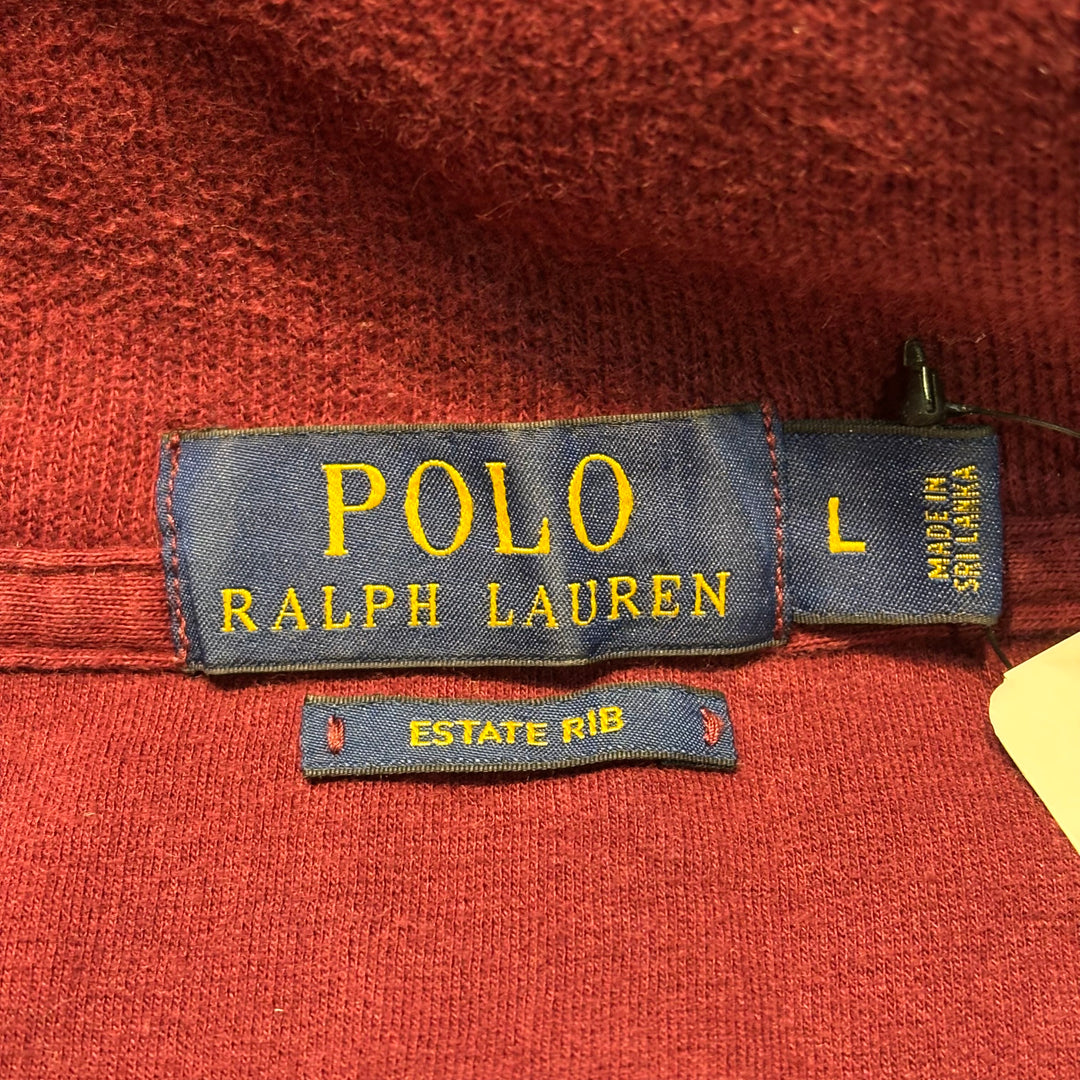 POLO
RALPH LAUREN
L
MADE IN
SRI LANKA
ESTATE RIB